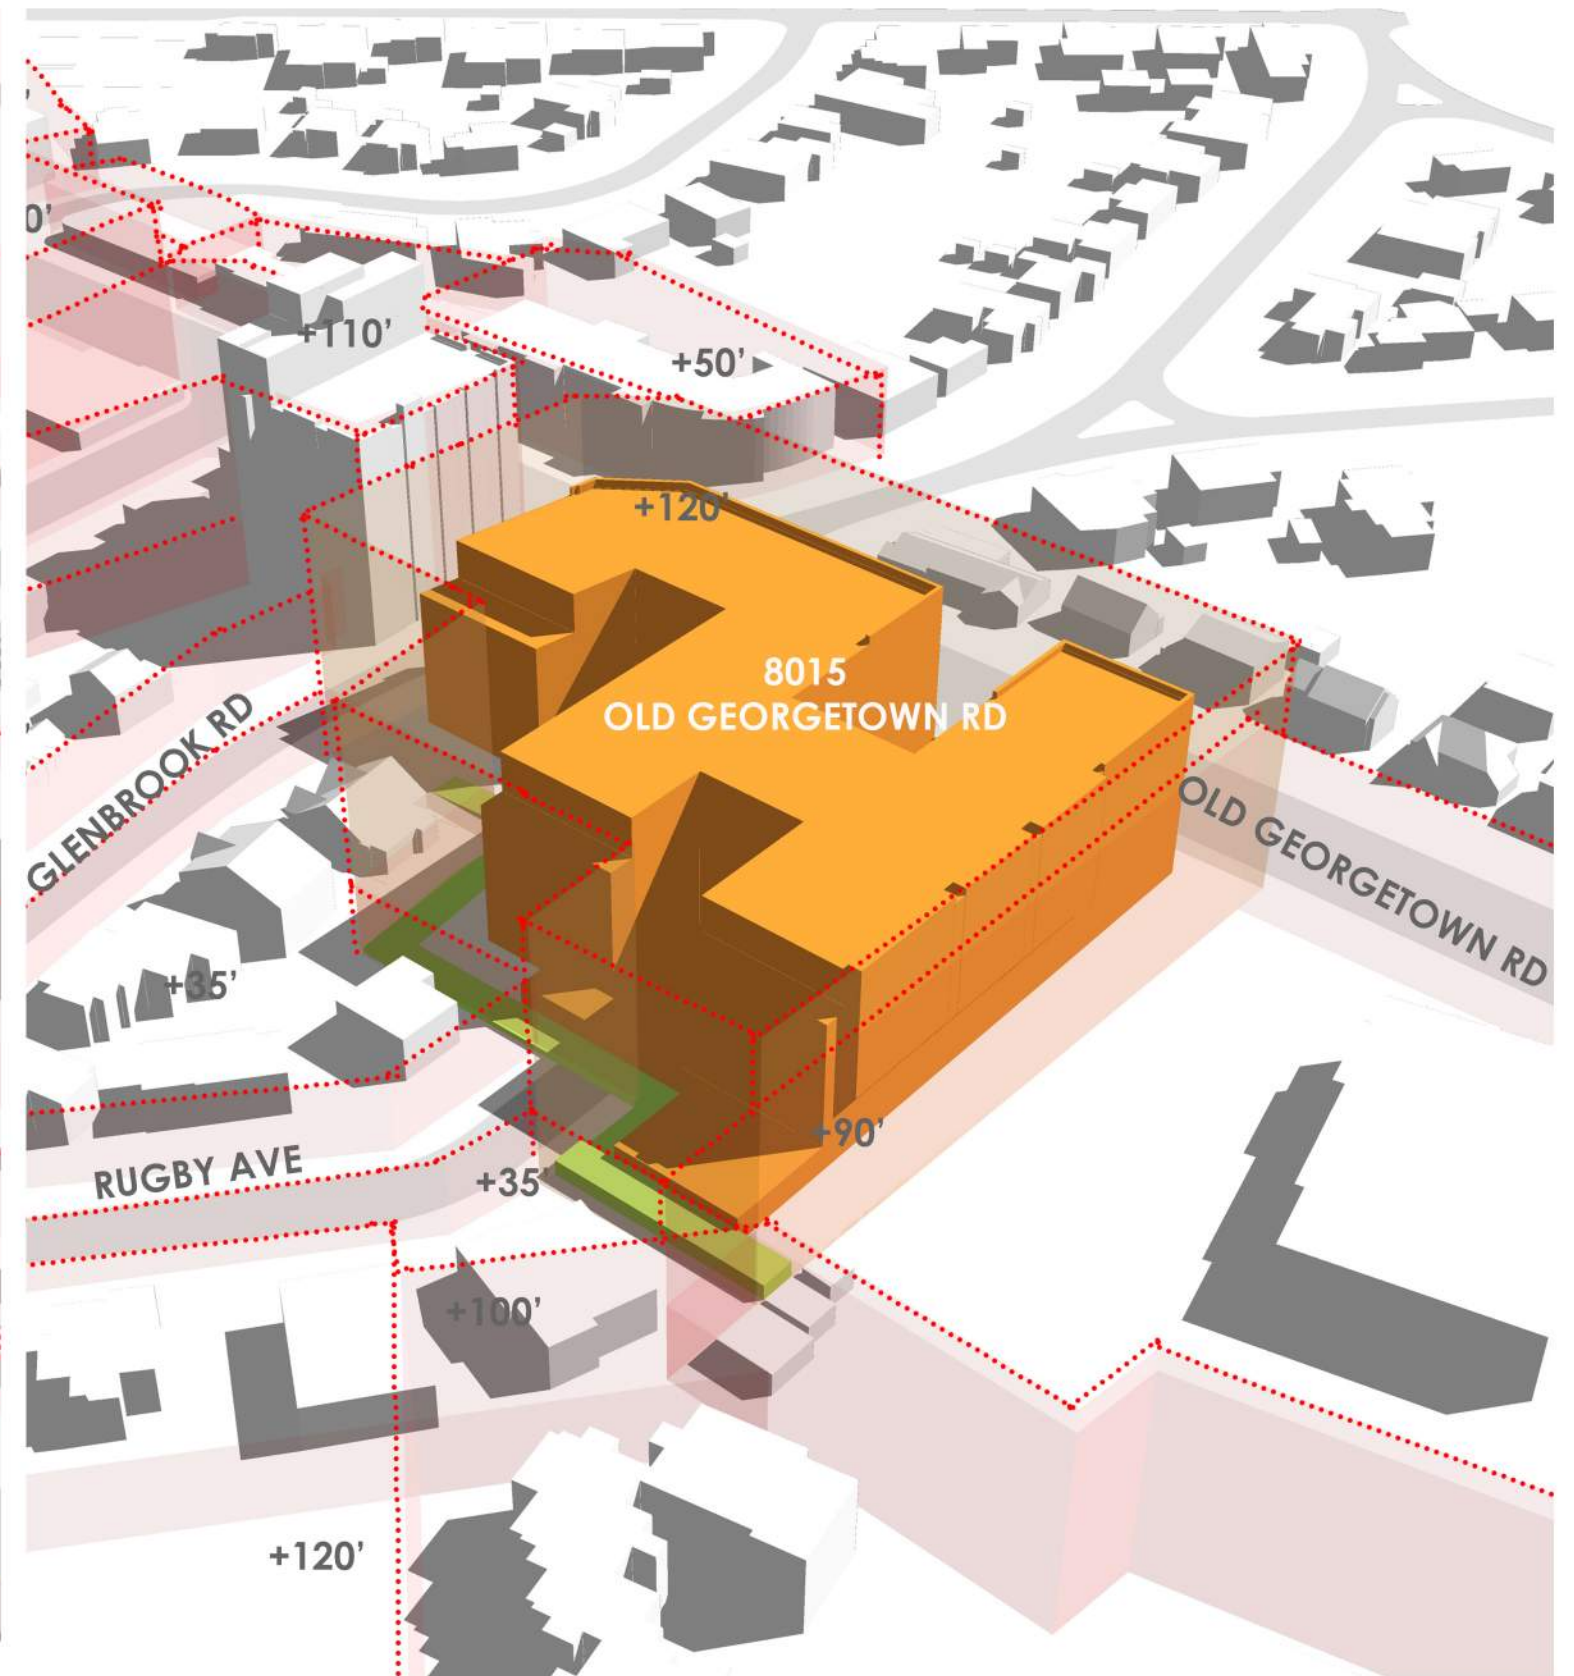 0'
+110'
+50'
+120'
8015
OLD GEORGETOWN RD
GLENBROOK RD
OLD GEORGETOWN RD
+35'
+90'
RUGBY AVE
+35'
+100'
+120'